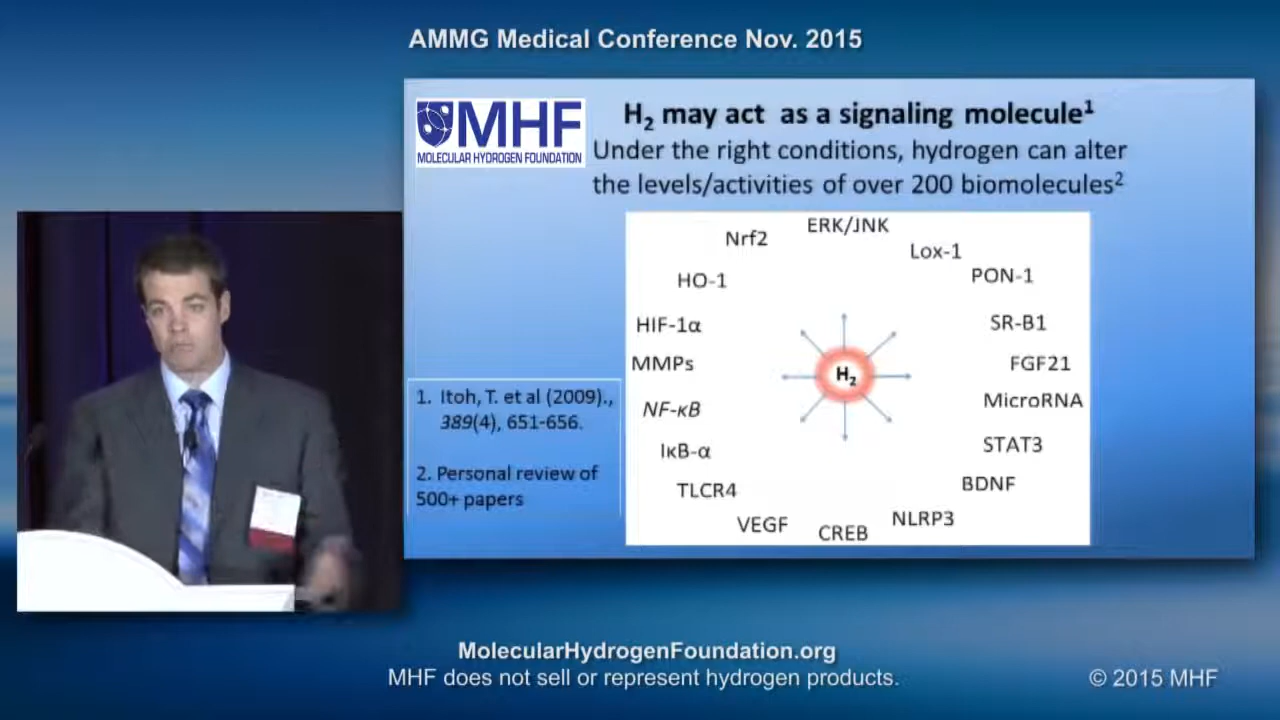 AMMG Medical Conference Nov. 2015
MHF
MOLECULAR HYDROGEN FOUNDATION
H₂ may act as a signaling molecule¹
Under the right conditions, hydrogen can alter
the levels/activities of over 200 biomolecules²
ERK/JNK
Nrf2
Lox-1
HO-1
PON-1
HIF-1α
SR-B1
MMPs
FGF21
H₂
NF-κB
MicroRNA
IκB-α
STAT3
TLCR4
BDNF
VEGF
CREB
NLRP3
1. Itoh, T. et al (2009).,
389(4), 651-656.
2. Personal review of
500+ papers
MolecularHydrogenFoundation.org
MHF does not sell or represent hydrogen products.
© 2015 MHF